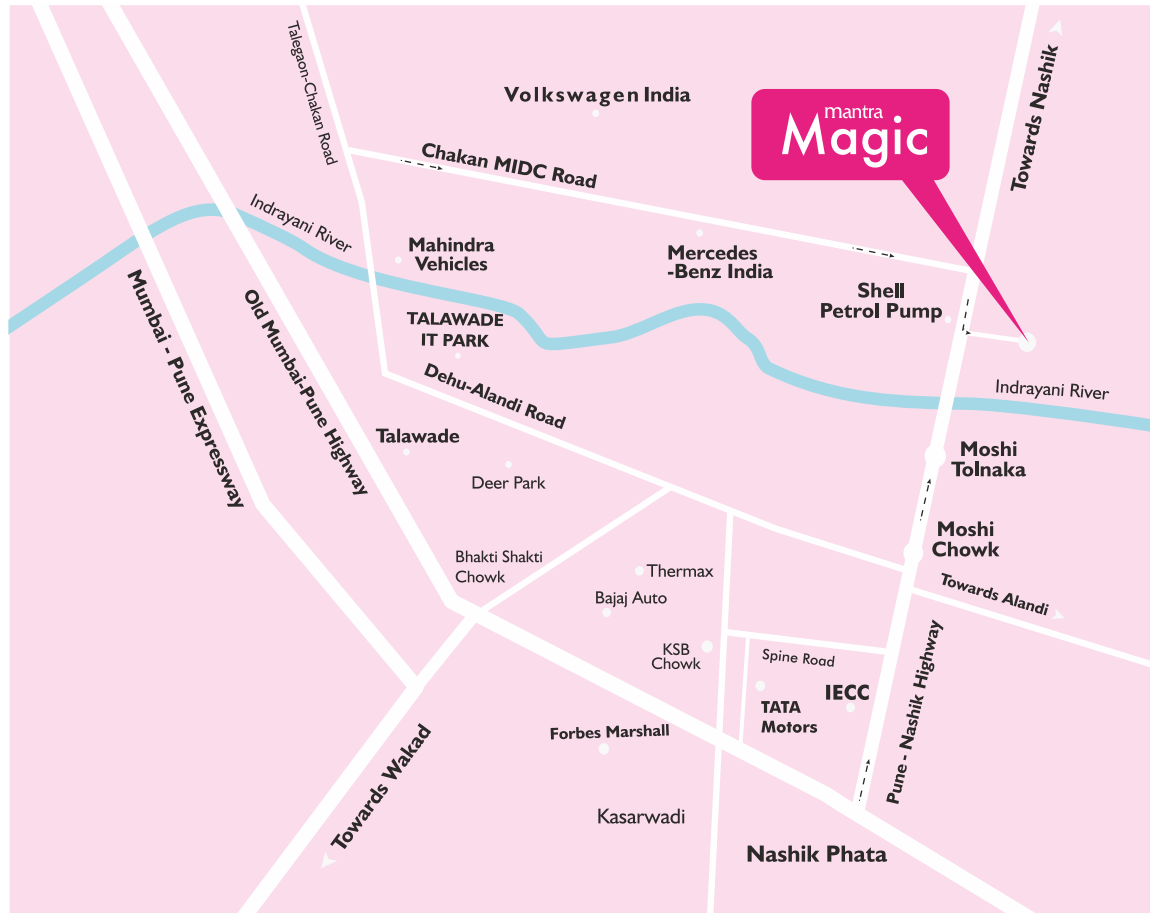 Talegaon-Chakan Road
Volkswagen India
mantra
Magic
Towards Nashik
Chakan MIDC Road
Indrayani River
Mahindra
Vehicles
Mercedes
-Benz India
Shell
Petrol Pump
Mumbai - Pune Expressway
Old Mumbai-Pune Highway
TALAWADE
IT PARK
Dehu-Alandi Road
Indrayani River
Talawade
Deer Park
Moshi
Tolnaka
Moshi
Chowk
Bhakti Shakti
Chowk
Thermax
Bajaj Auto
Towards Alandi
KSB
Chowk
Spine Road
IECC
TATA
Motors
Pune - Nashik Highway
Forbes Marshall
Towards Wakad
Kasarwadi
Nashik Phata